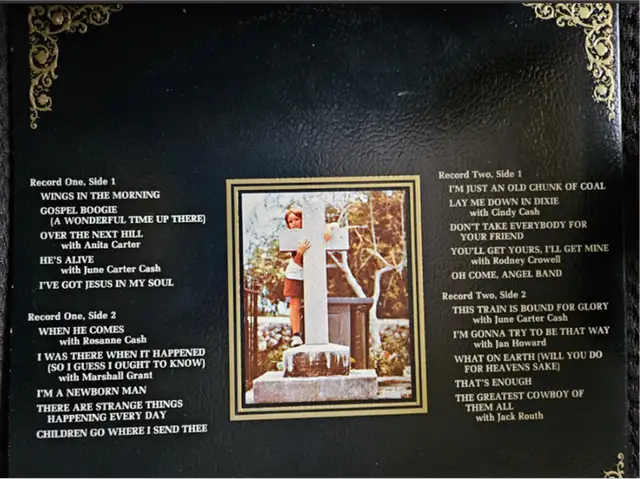 Record One, Side 1
WINGS IN THE MORNING
GOSPEL BOOGIE
(A WONDERFUL TIME UP THERE)
OVER THE NEXT HILL
with Anita Carter
HE'S ALIVE
with June Carter Cash
I'VE GOT JESUS IN MY SOUL
Record One, Side 2
WHEN HE COMES
with Rosanne Cash
I WAS THERE WHEN IT HAPPENED
(SO I GUESS I OUGHT TO KNOW)
with Marshall Grant
I'M A NEWBORN MAN
THERE ARE STRANGE THINGS
HAPPENING EVERY DAY
CHILDREN GO WHERE I SEND THEE
Record Two, Side 1
I'M JUST AN OLD CHUNK OF COAL
LAY ME DOWN IN DIXIE
with Cindy Cash
DON'T TAKE EVERYBODY FOR
YOUR FRIEND
YOU'LL GET YOURS, I'LL GET MINE
with Rodney Crowell
OH COME, ANGEL BAND
Record Two, Side 2
THIS TRAIN IS BOUND FOR GLORY
with June Carter Cash
I'M GONNA TRY TO BE THAT WAY
with Jan Howard
WHAT ON EARTH (WILL YOU DO
FOR HEAVENS SAKE)
THAT'S ENOUGH
THE GREATEST COWBOY OF
THEM ALL
with Jack Routh